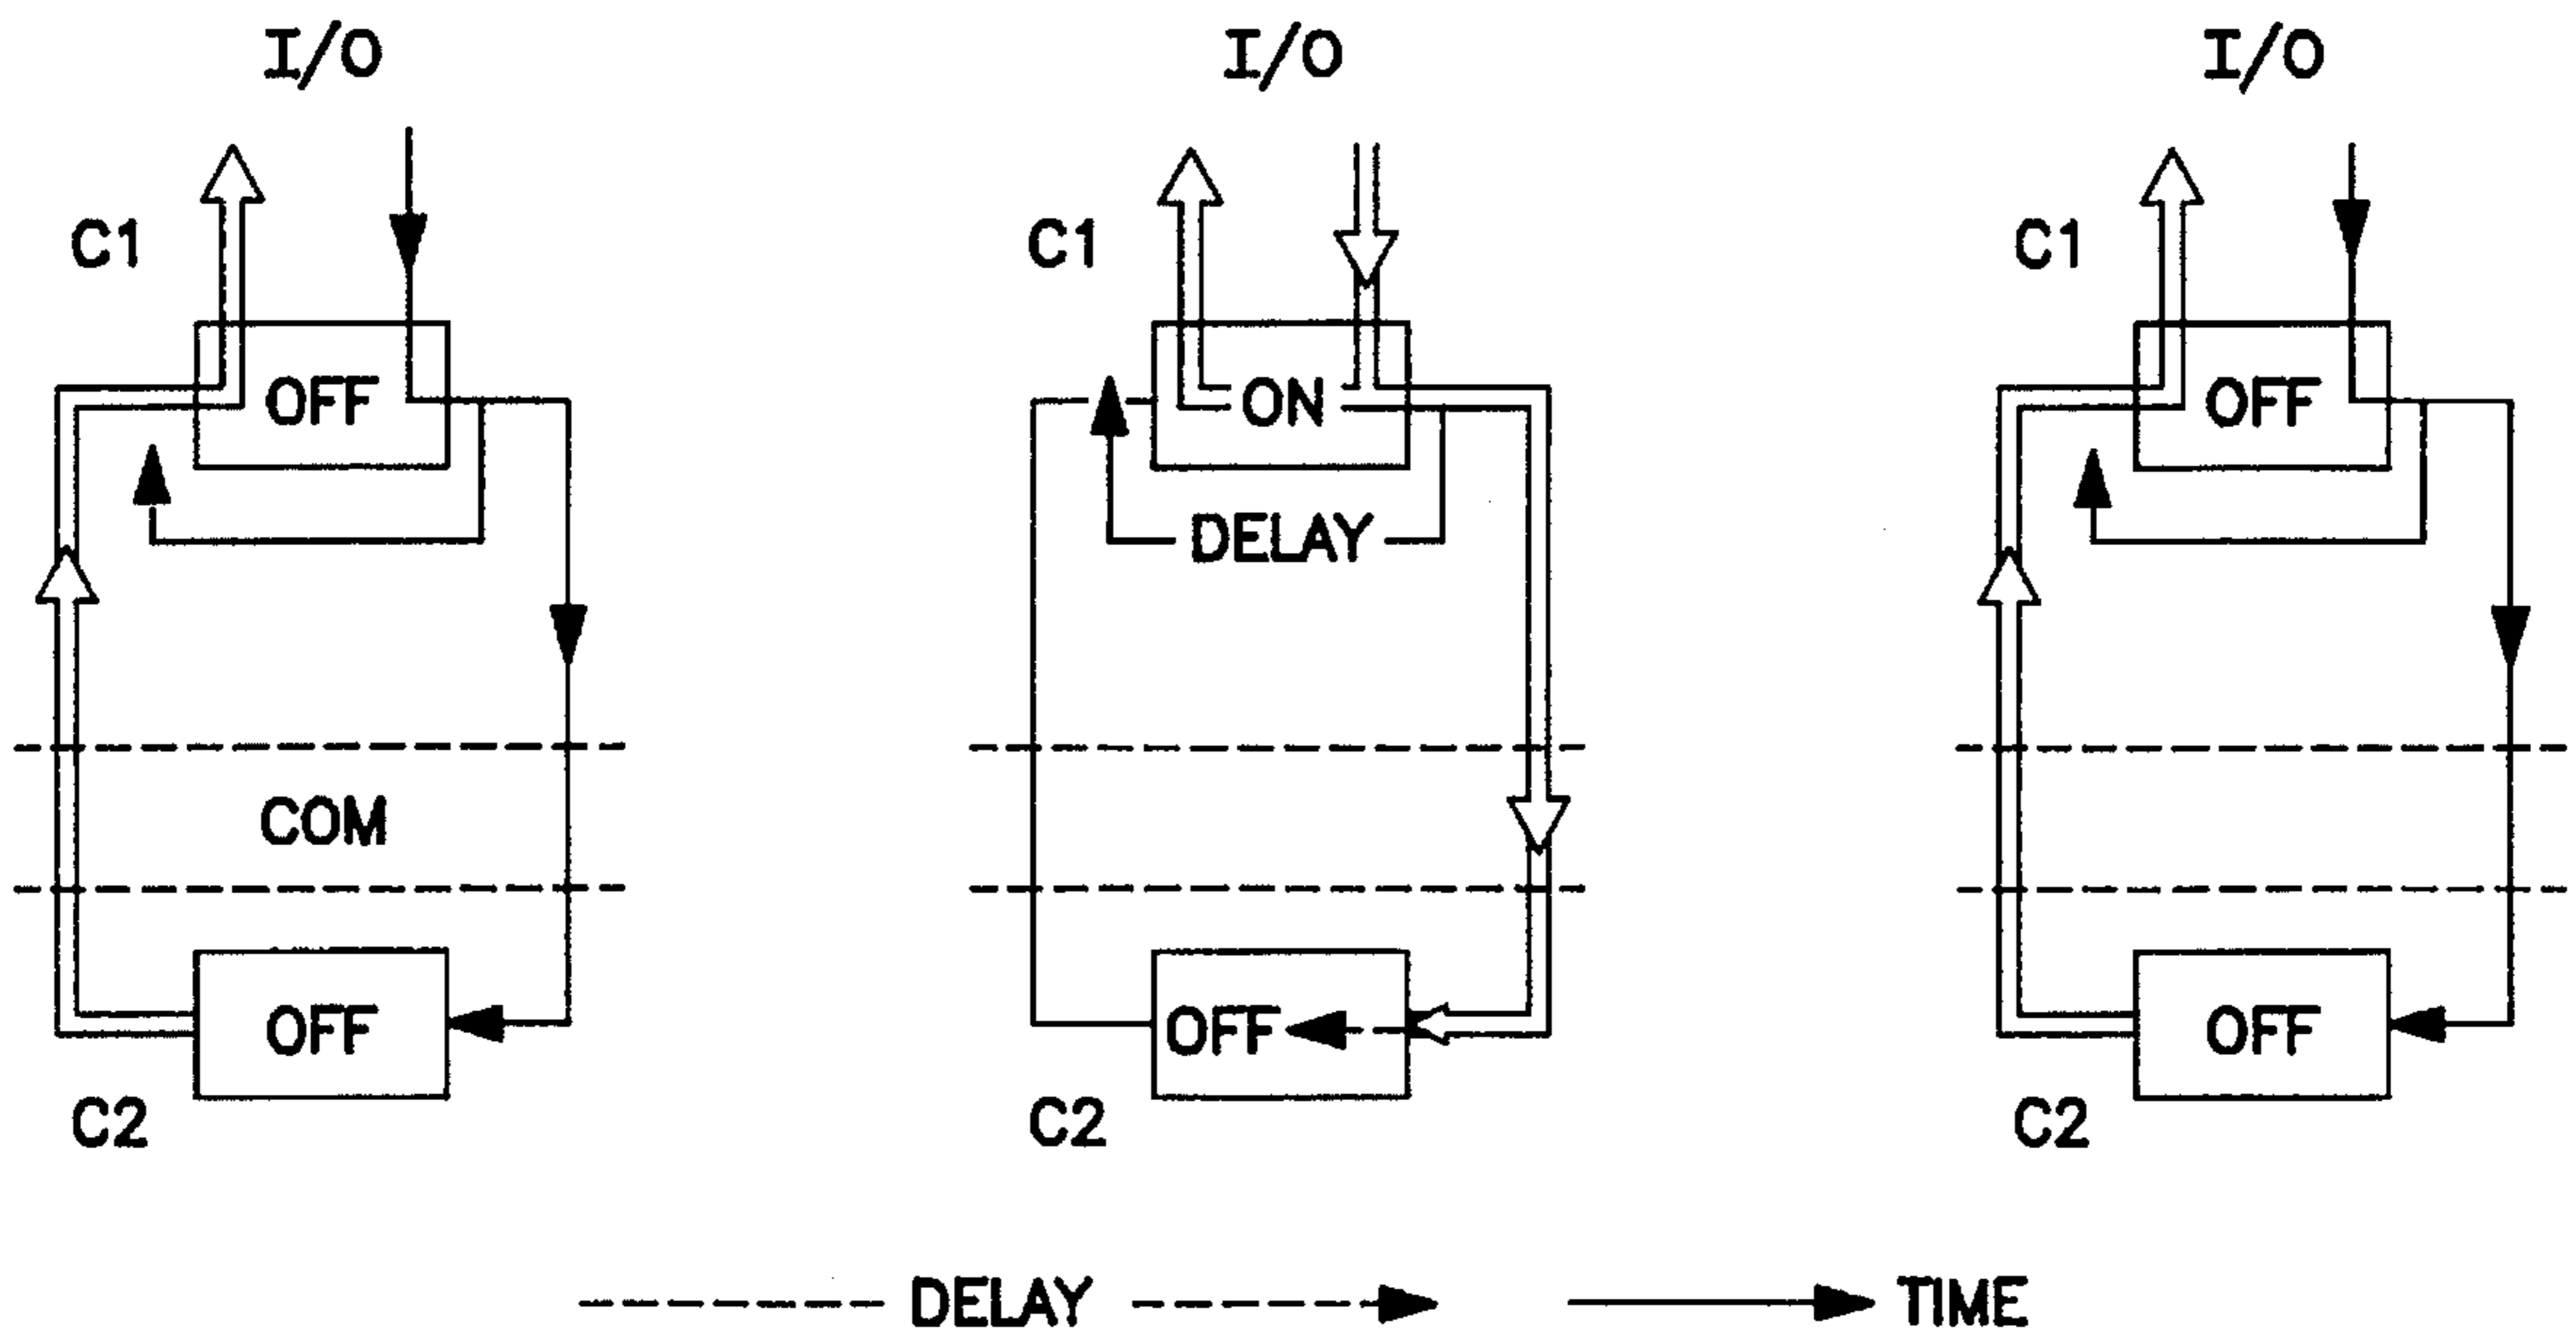 I/O I/O I/O
C1 C1 C1
OFF ON OFF
DELAY
COM
OFF OFF OFF
C2 C2 C2
DELAY TIME